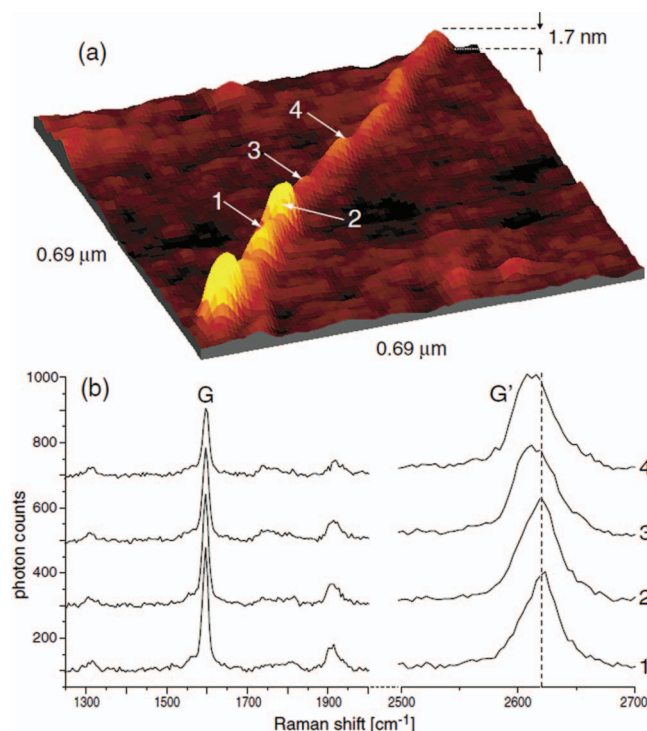 (a)
1.7 nm
4
3
1
2
0.69 µm
0.69 µm
(b)
G
G’
1000
800
600
400
200
photon counts
4
3
2
1
1300
1500
1700
1900
2500
2600
2700
Raman shift [cm-1]